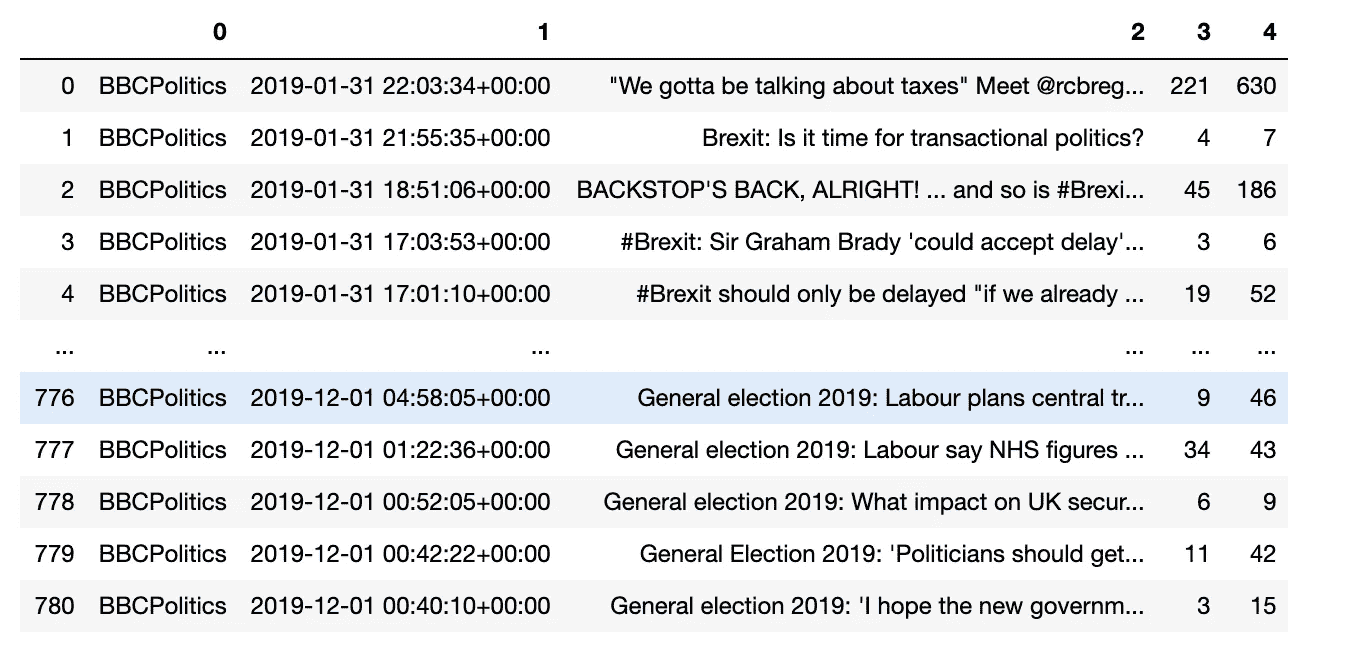 0 1 2 3 4
0 BBCPolitics 2019-01-31 22:03:34+00:00 "We gotta be talking about taxes" Meet @rcbreg... 221 630
1 BBCPolitics 2019-01-31 21:55:35+00:00 Brexit: Is it time for transactional politics? 4 7
2 BBCPolitics 2019-01-31 18:51:06+00:00 BACKSTOP'S BACK, ALRIGHT! ... and so is #Brexi... 45 186
3 BBCPolitics 2019-01-31 17:03:53+00:00 #Brexit: Sir Graham Brady 'could accept delay'... 3 6
4 BBCPolitics 2019-01-31 17:01:10+00:00 #Brexit should only be delayed "if we already ... 19 52
... ... ... ... ... ...
776 BBCPolitics 2019-12-01 04:58:05+00:00 General election 2019: Labour plans central tr... 9 46
777 BBCPolitics 2019-12-01 01:22:36+00:00 General election 2019: Labour say NHS figures ... 34 43
778 BBCPolitics 2019-12-01 00:52:05+00:00 General election 2019: What impact on UK secur... 6 9
779 BBCPolitics 2019-12-01 00:42:22+00:00 General Election 2019: 'Politicians should get... 11 42
780 BBCPolitics 2019-12-01 00:40:10+00:00 General election 2019: 'I hope the new governm... 3 15